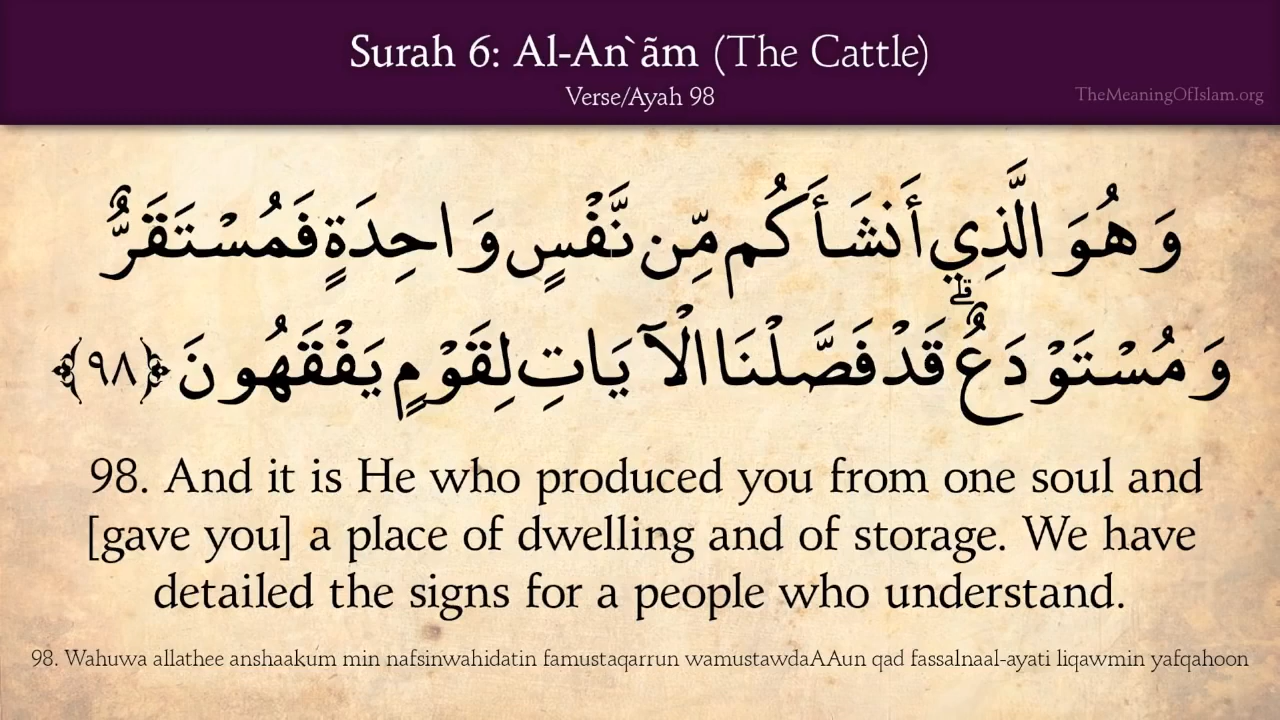 Surah 6: Al-An`ãm (The Cattle)
Verse/Ayah 98
TheMeaningOfIslam.org
وَهُوَ الَّذِي أَنشَأَكُم مِّن نَّفْسٍ وَاحِدَةٍ فَمُسْتَقَرٌّ
وَمُسْتَوْدَعٌ ۗ قَدْ فَصَّلْنَا الْآيَاتِ لِقَوْمٍ يَفْقَهُونَ ﴿٩٨﴾
98. And it is He who produced you from one soul and
[gave you] a place of dwelling and of storage. We have
detailed the signs for a people who understand.
98. Wahuwa allathee anshaakum min nafsinwahidatin famustaqarrun wamustawdaAAun qad fassalnaal-ayati liqawmin yafqahoon